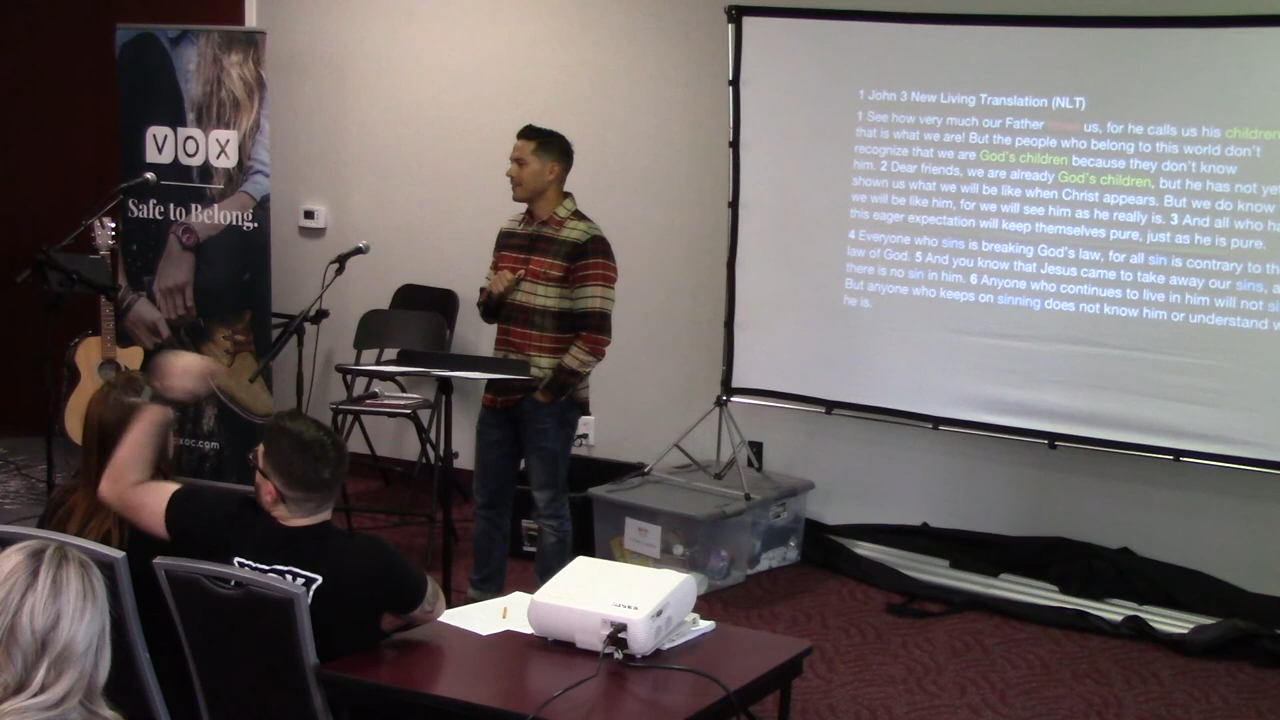 VOX
Safe to Belong.
oxoc.com
1 John 3 New Living Translation (NLT)
1 See how very much our Father us, for he calls us his children
that is what we are! But the people who belong to this world don't
recognize that we are God's children because they don't know
him. 2 Dear friends, we are already God's children, but he has not ye
shown us what we will be like when Christ appears. But we do know
we will be like him, for we will see him as he really is. 3 And all who ha
this eager expectation will keep themselves pure, just as he is pure.
4 Everyone who sins is breaking God's law, for all sin is contrary to th
law of God. 5 And you know that Jesus came to take away our sins, a
there is no sin in him. 6 Anyone who continues to live in him will not si
But anyone who keeps on sinning does not know him or understand w
he is.